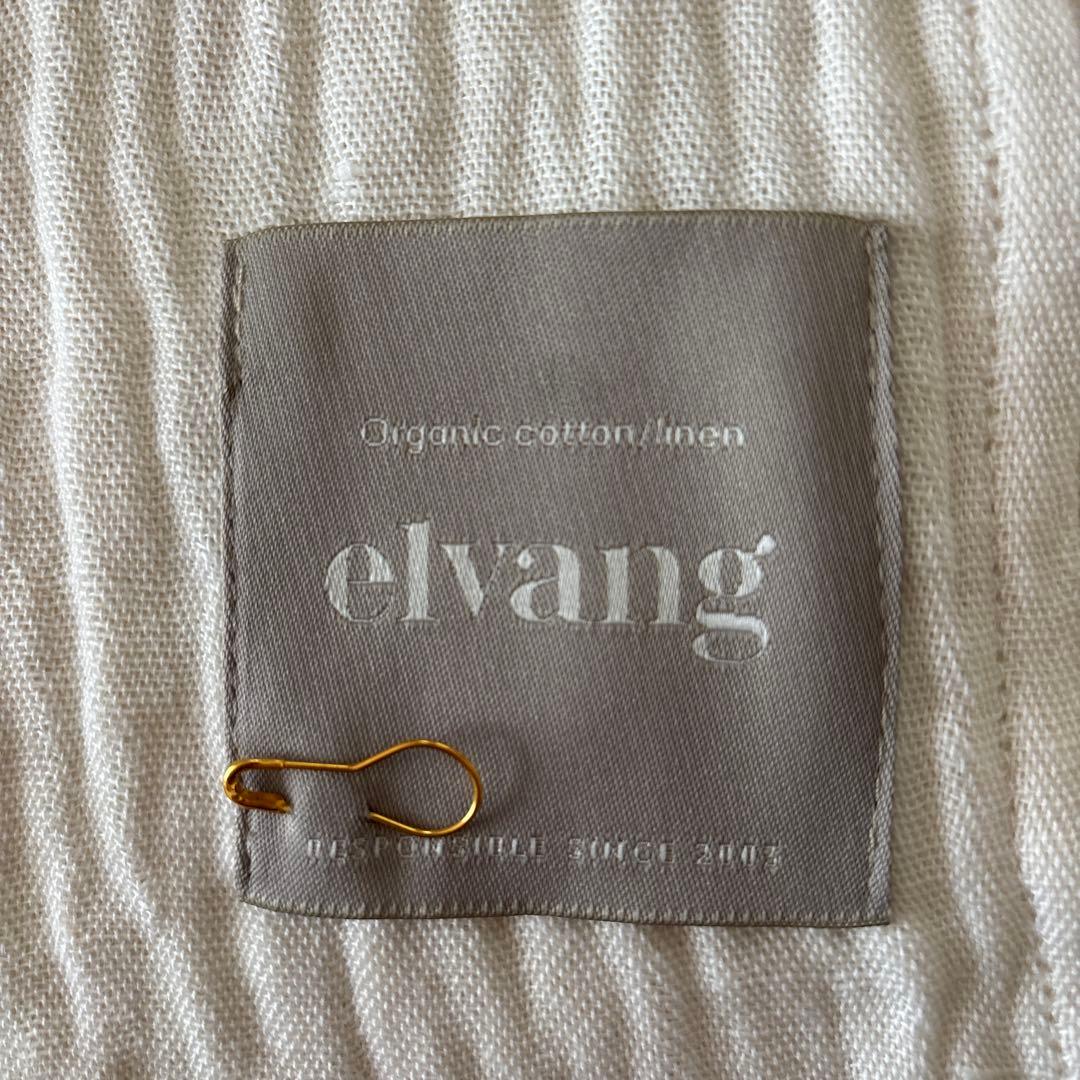 Organic cotton/linen
elvang
RESPONSIBLE SINCE 2003